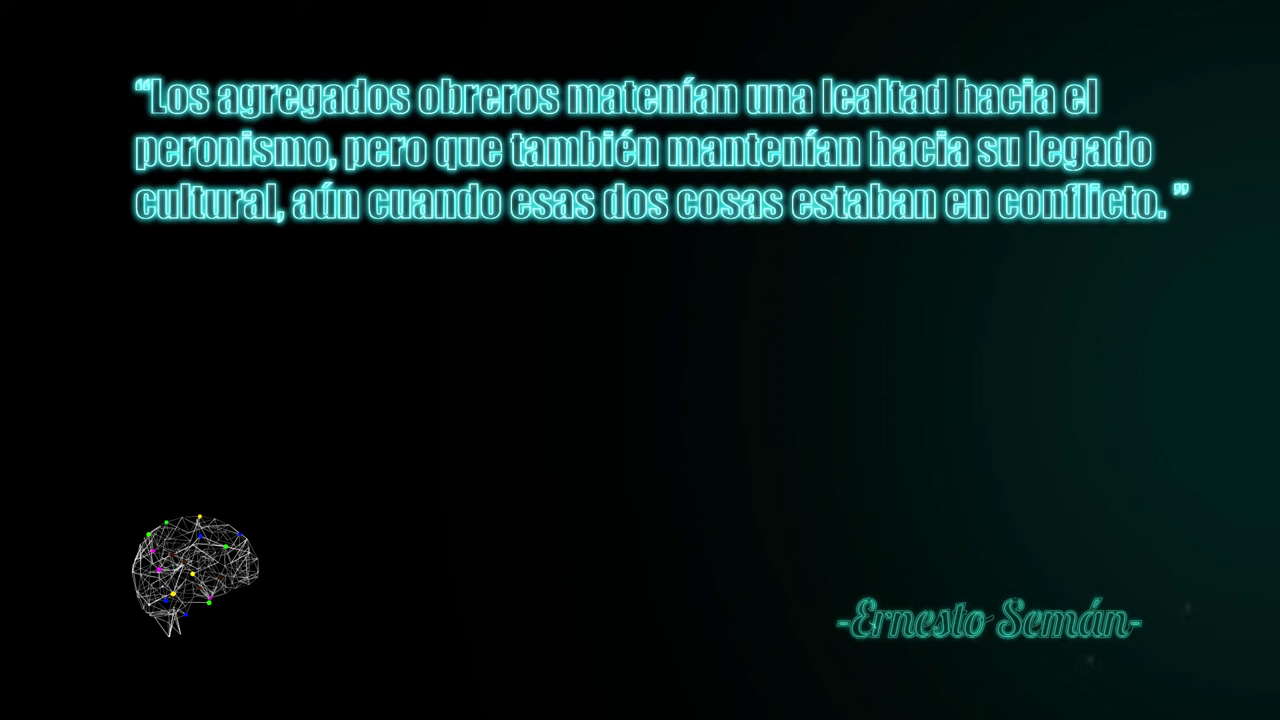 “Los agregados obreros matenían una lealtad hacia el
peronismo, pero que también mantenían hacia su legado
cultural, aún cuando esas dos cosas estaban en conflicto.”
-Ernesto Semán-